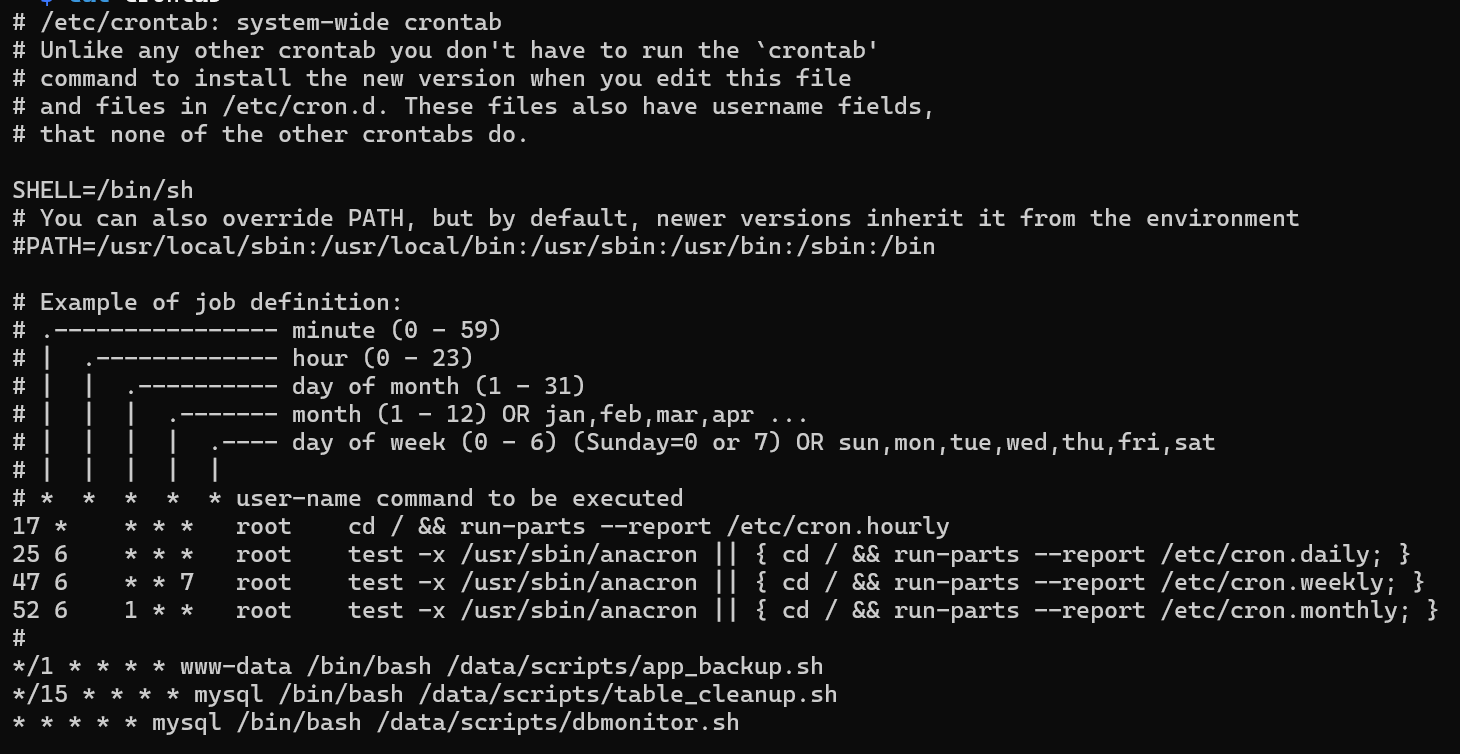 # /etc/crontab: system-wide crontab
# Unlike any other crontab you don't have to run the `crontab'
# command to install the new version when you edit this file
# and files in /etc/cron.d. These files also have username fields,
# that none of the other crontabs do.

SHELL=/bin/sh
# You can also override PATH, but by default, newer versions inherit it from the environment
#PATH=/usr/local/sbin:/usr/local/bin:/usr/sbin:/usr/bin:/sbin:/bin

# Example of job definition:
# .---------------- minute (0 - 59)
# |  .------------- hour (0 - 23)
# |  |  .---------- day of month (1 - 31)
# |  |  |  .------- month (1 - 12) OR jan,feb,mar,apr ...
# |  |  |  |  .---- day of week (0 - 6) (Sunday=0 or 7) OR sun,mon,tue,wed,thu,fri,sat
# |  |  |  |  |
# *  *  *  *  * user-name command to be executed
17 *    * * *   root    cd / && run-parts --report /etc/cron.hourly
25 6    * * *   root    test -x /usr/sbin/anacron || { cd / && run-parts --report /etc/cron.daily; }
47 6    * * 7   root    test -x /usr/sbin/anacron || { cd / && run-parts --report /etc/cron.weekly; }
52 6    1 * *   root    test -x /usr/sbin/anacron || { cd / && run-parts --report /etc/cron.monthly; }
#
*/1 * * * * www-data /bin/bash /data/scripts/app_backup.sh
*/15 * * * * mysql /bin/bash /data/scripts/table_cleanup.sh
* * * * * mysql /bin/bash /data/scripts/dbmonitor.sh